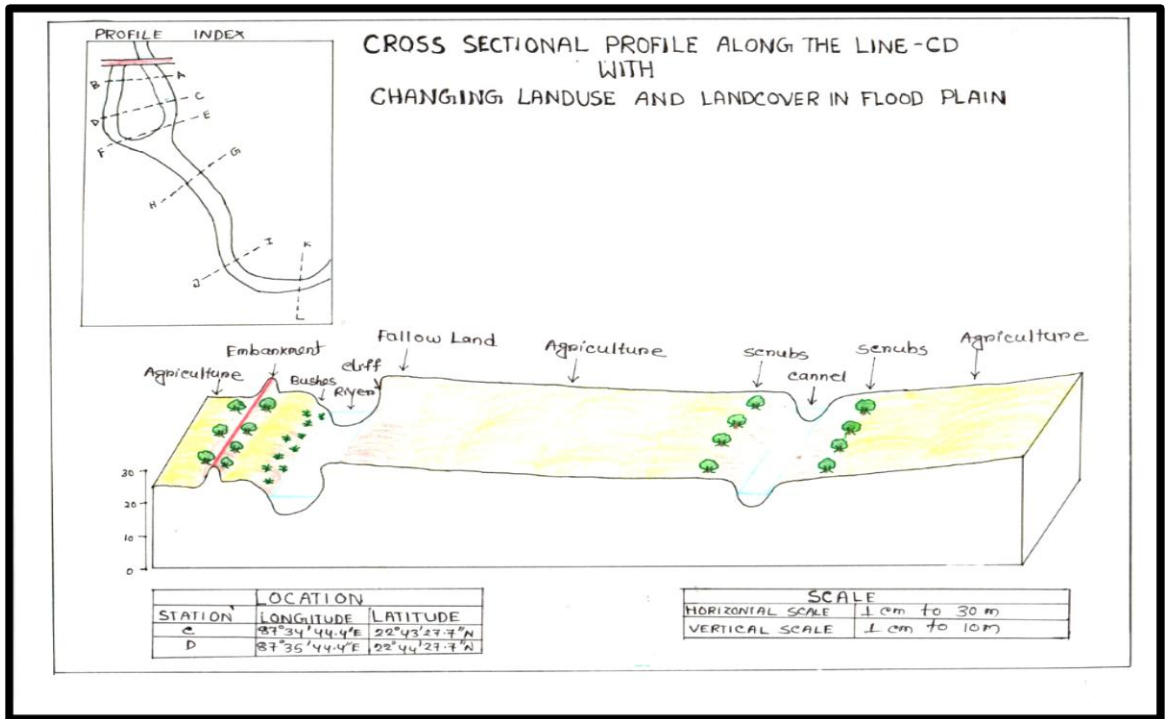 PROFILE INDEX
B
A
C
D
E
F
G
H
I
K
J
L
CROSS SECTIONAL PROFILE ALONG THE LINE-CD
WITH
CHANGING LANDUSE AND LANDCOVER IN FLOOD PLAIN
Agriculture
Embankment
Bushes
River
cliff
Fallow Land
Agriculture
scrubs
cannel
scrubs
Agriculture
30
20
10
0
LOCATION
STATION LONGITUDE LATITUDE
C 87°34'44.4"E 22°43'27.7"N
D 87°35'44.4"E 22°44'27.7"N
SCALE
HORIZONTAL SCALE 1 cm to 30 m
VERTICAL SCALE 1 cm to 10m